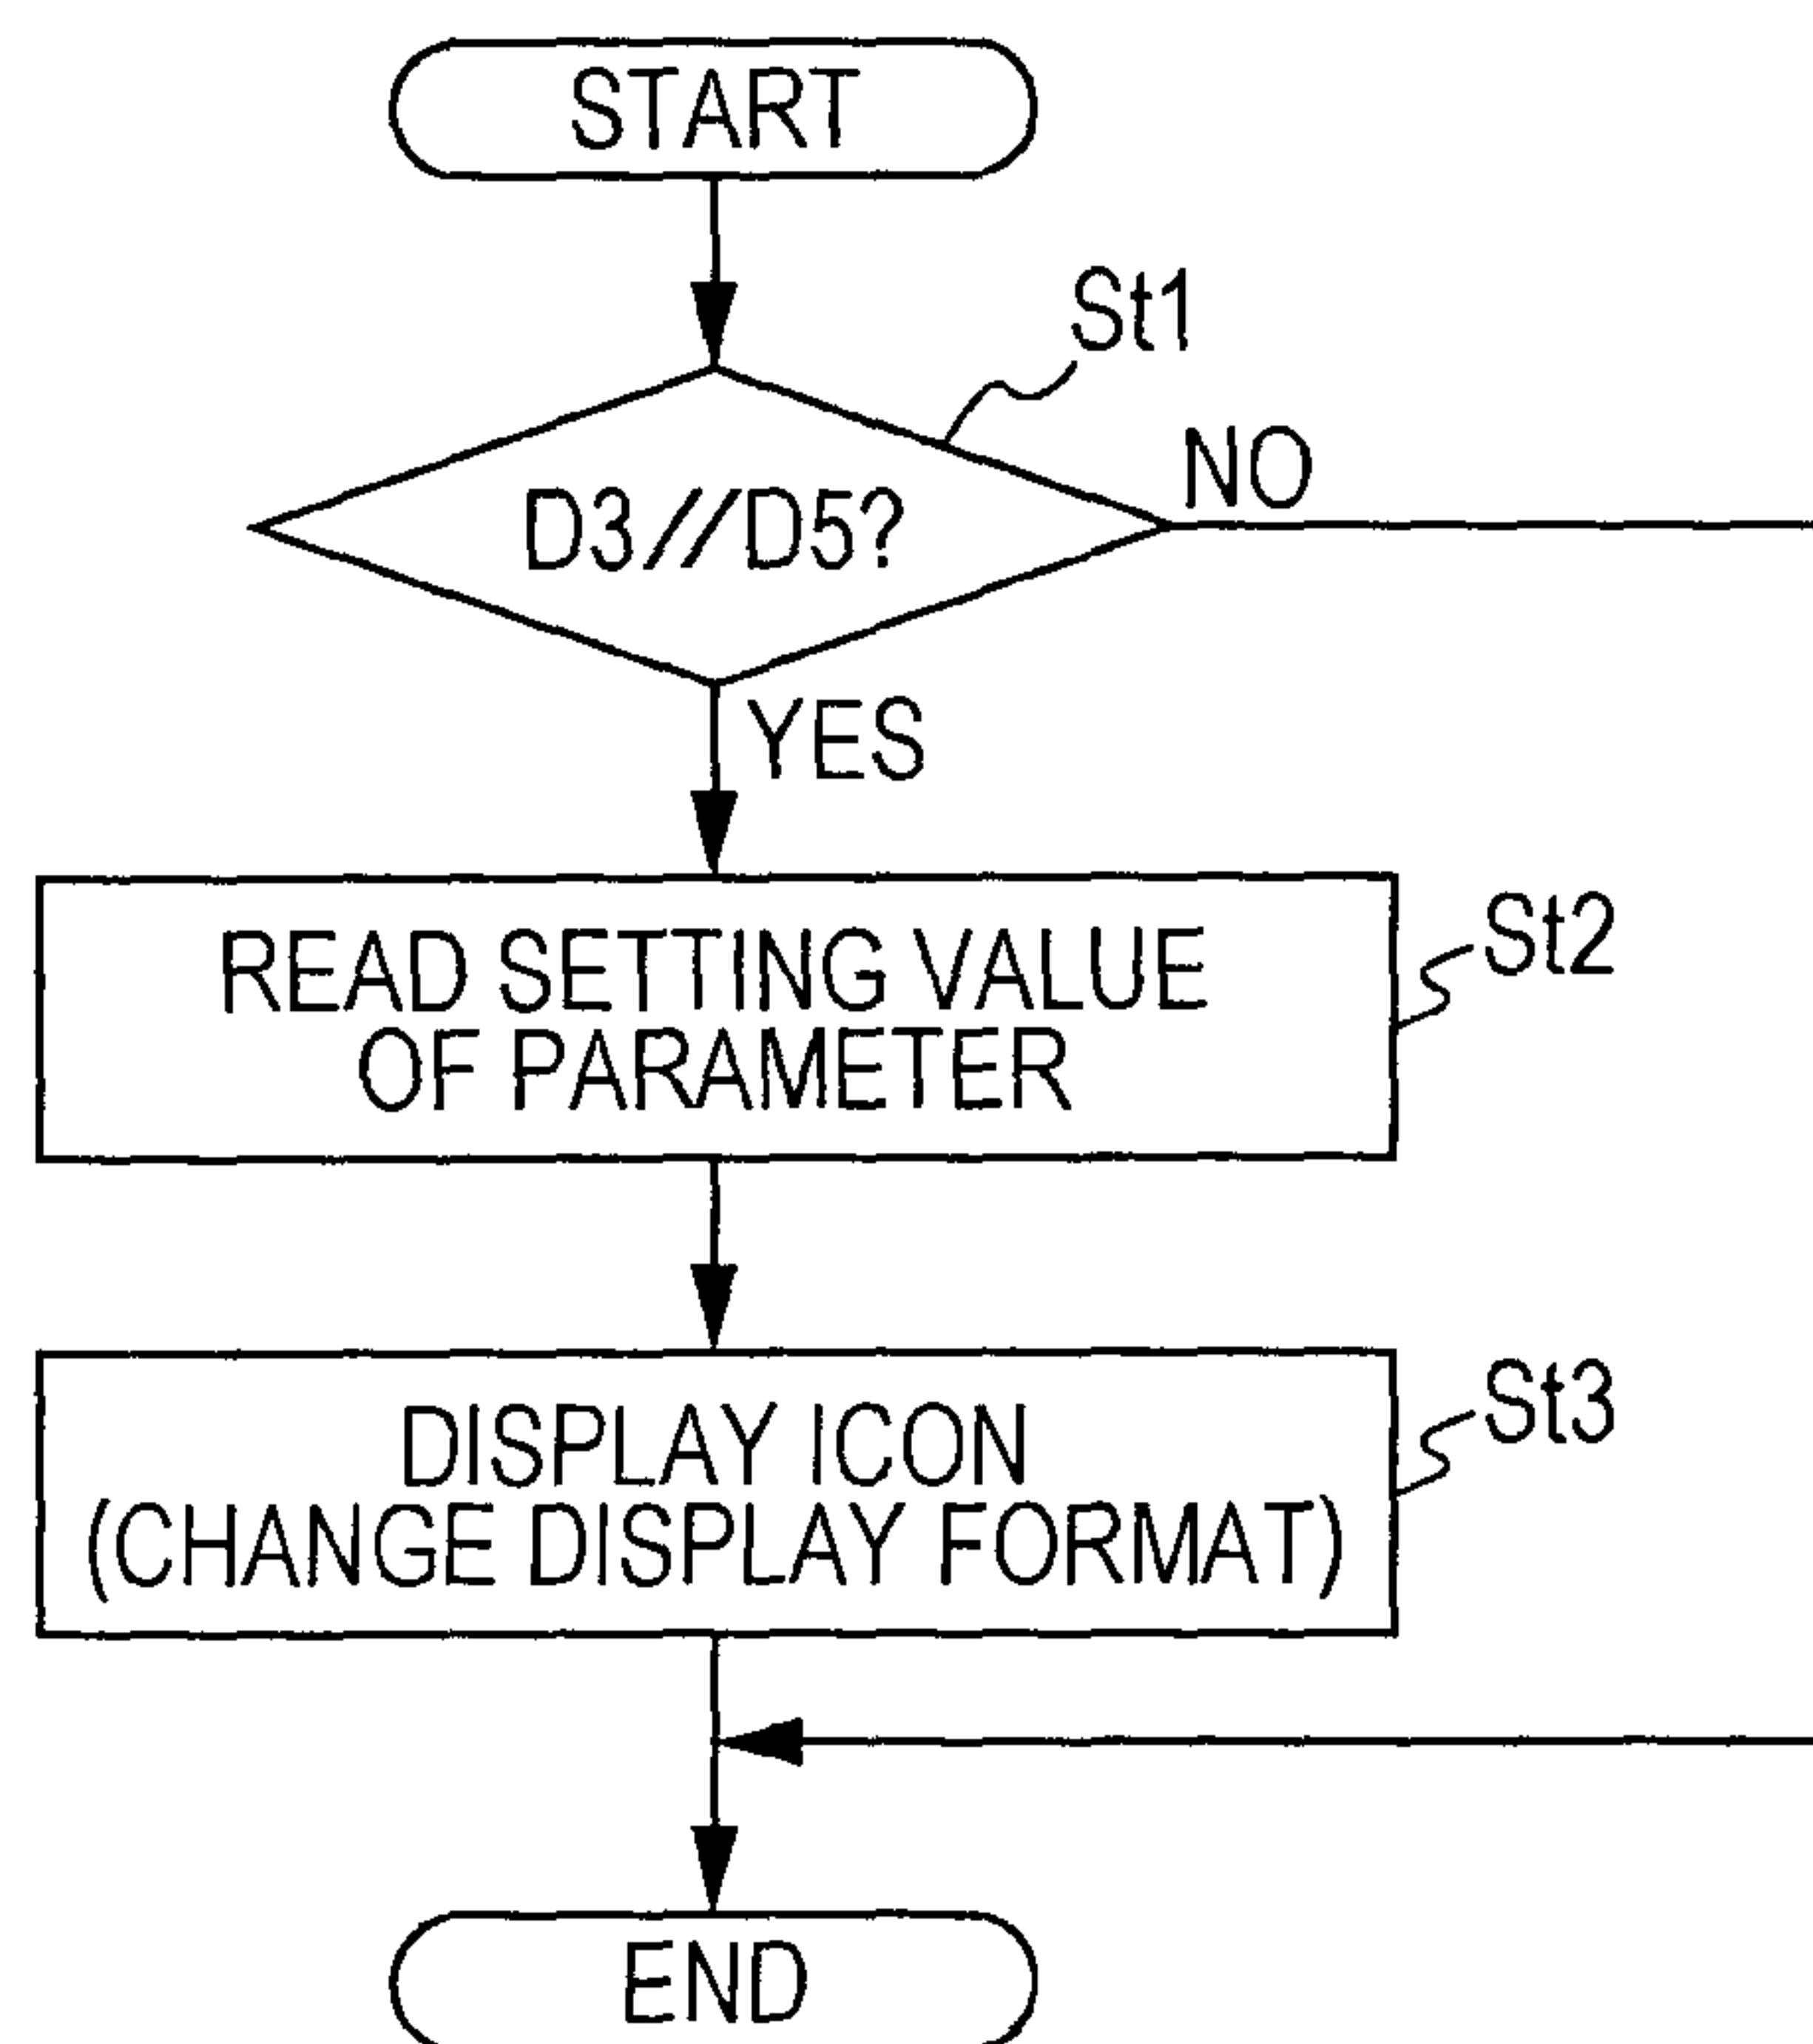 START
St1
NO
D3//D5?
YES
READ SETTING VALUE
OF PARAMETER
St2
DISPLAY ICON
(CHANGE DISPLAY FORMAT)
St3
END